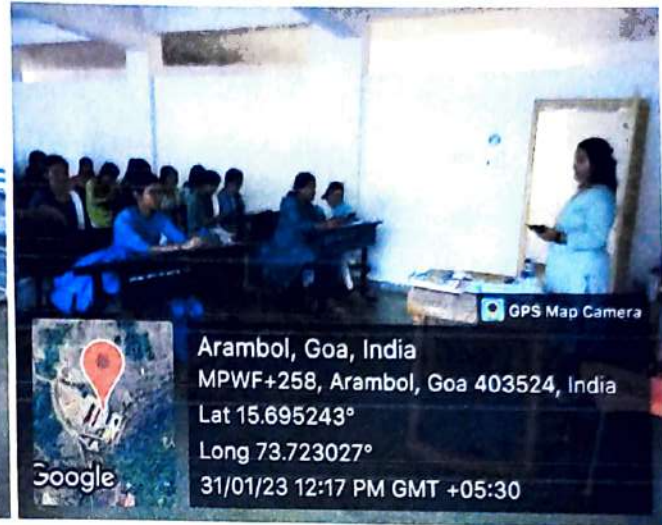 GPS Map Camera
Arambol, Goa, India
MPWF+258, Arambol, Goa 403524, India
Lat 15.695243°
Long 73.723027°
Google
31/01/23 12:17 PM GMT +05:30